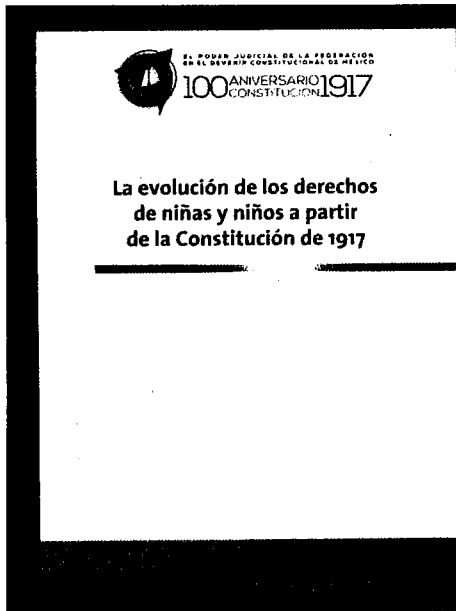 EL PODER JUDICIAL DE LA FEDERACIÓN
EN EL DEVENIR CONSTITUCIONAL DE MÉXICO
100 ANIVERSARIO CONSTITUCIÓN 1917
La evolución de los derechos
de niñas y niños a partir
de la Constitución de 1917